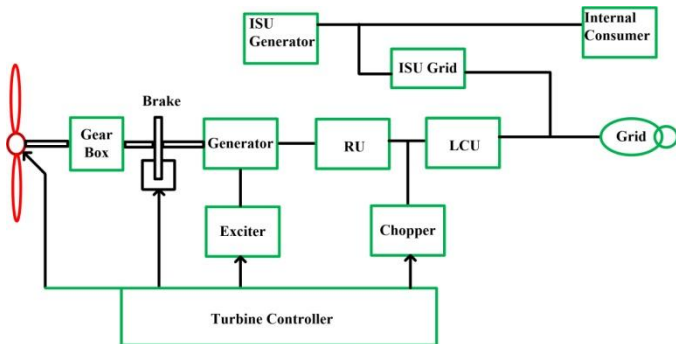 ISU
Generator
Internal
Consumer
ISU Grid
Brake
Gear
Box
Generator
RU
LCU
Grid
Exciter
Chopper
Turbine Controller